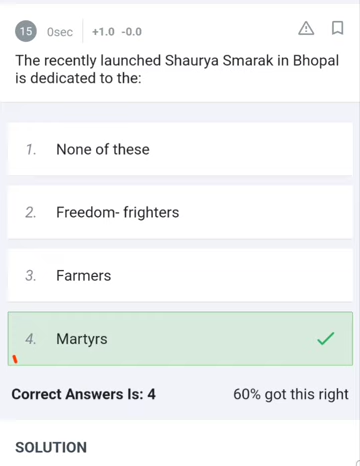 15 0sec +1.0 -0.0
The recently launched Shaurya Smarak in Bhopal
is dedicated to the:
1. None of these
2. Freedom- frighters
3. Farmers
4. Martyrs
Correct Answers Is: 4 60% got this right
SOLUTION